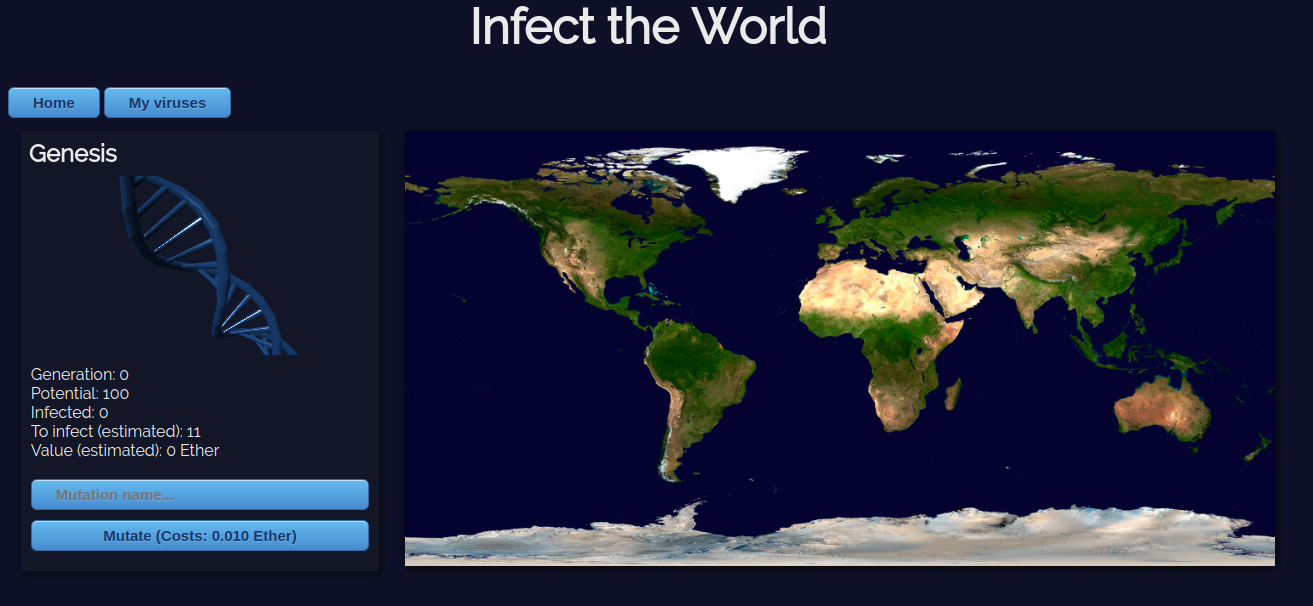 Infect the World
Home
My viruses
Genesis
Generation: 0
Potential: 100
Infected: 0
To infect (estimated): 11
Value (estimated): 0 Ether
Mutation name...
Mutate (Costs: 0.010 Ether)